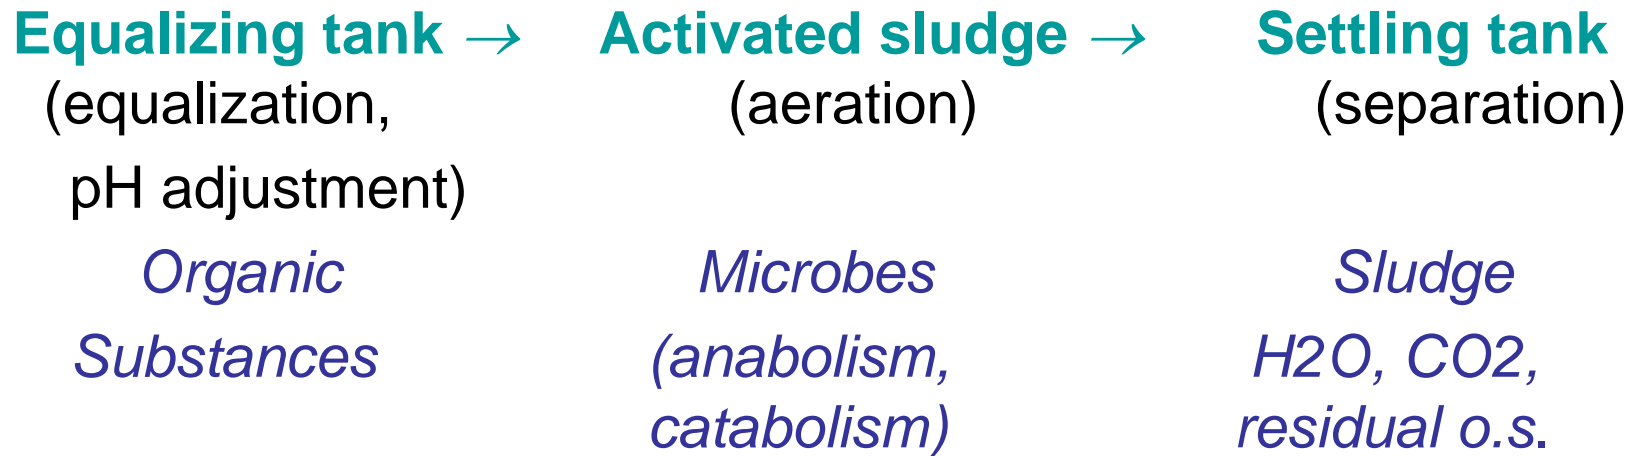 Equalizing tank → Activated sludge → Settling tank
(equalization, (aeration) (separation)
pH adjustment)
Organic Microbes Sludge
Substances (anabolism, H2O, CO2,
catabolism) residual o.s.